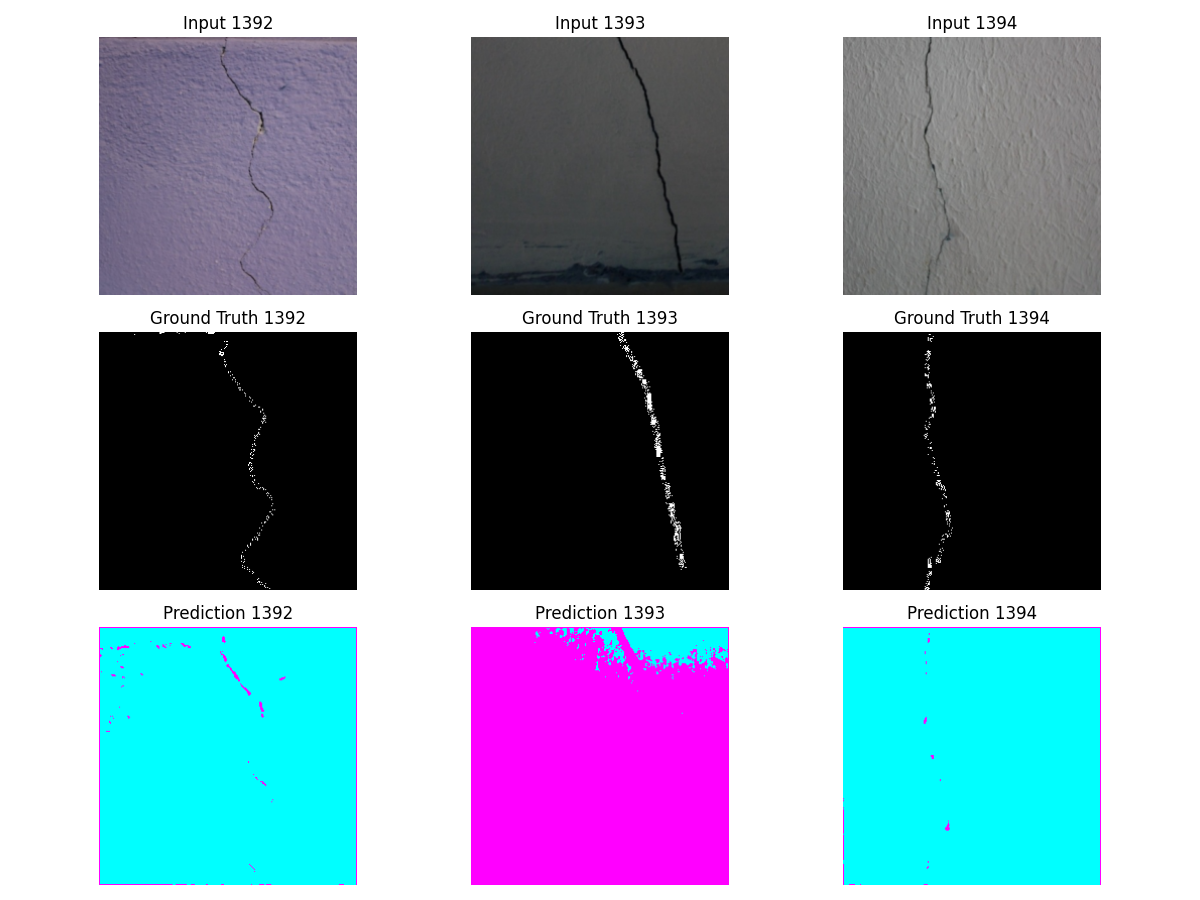 Input 1392
Input 1393
Input 1394
Ground Truth 1392
Ground Truth 1393
Ground Truth 1394
Prediction 1392
Prediction 1393
Prediction 1394